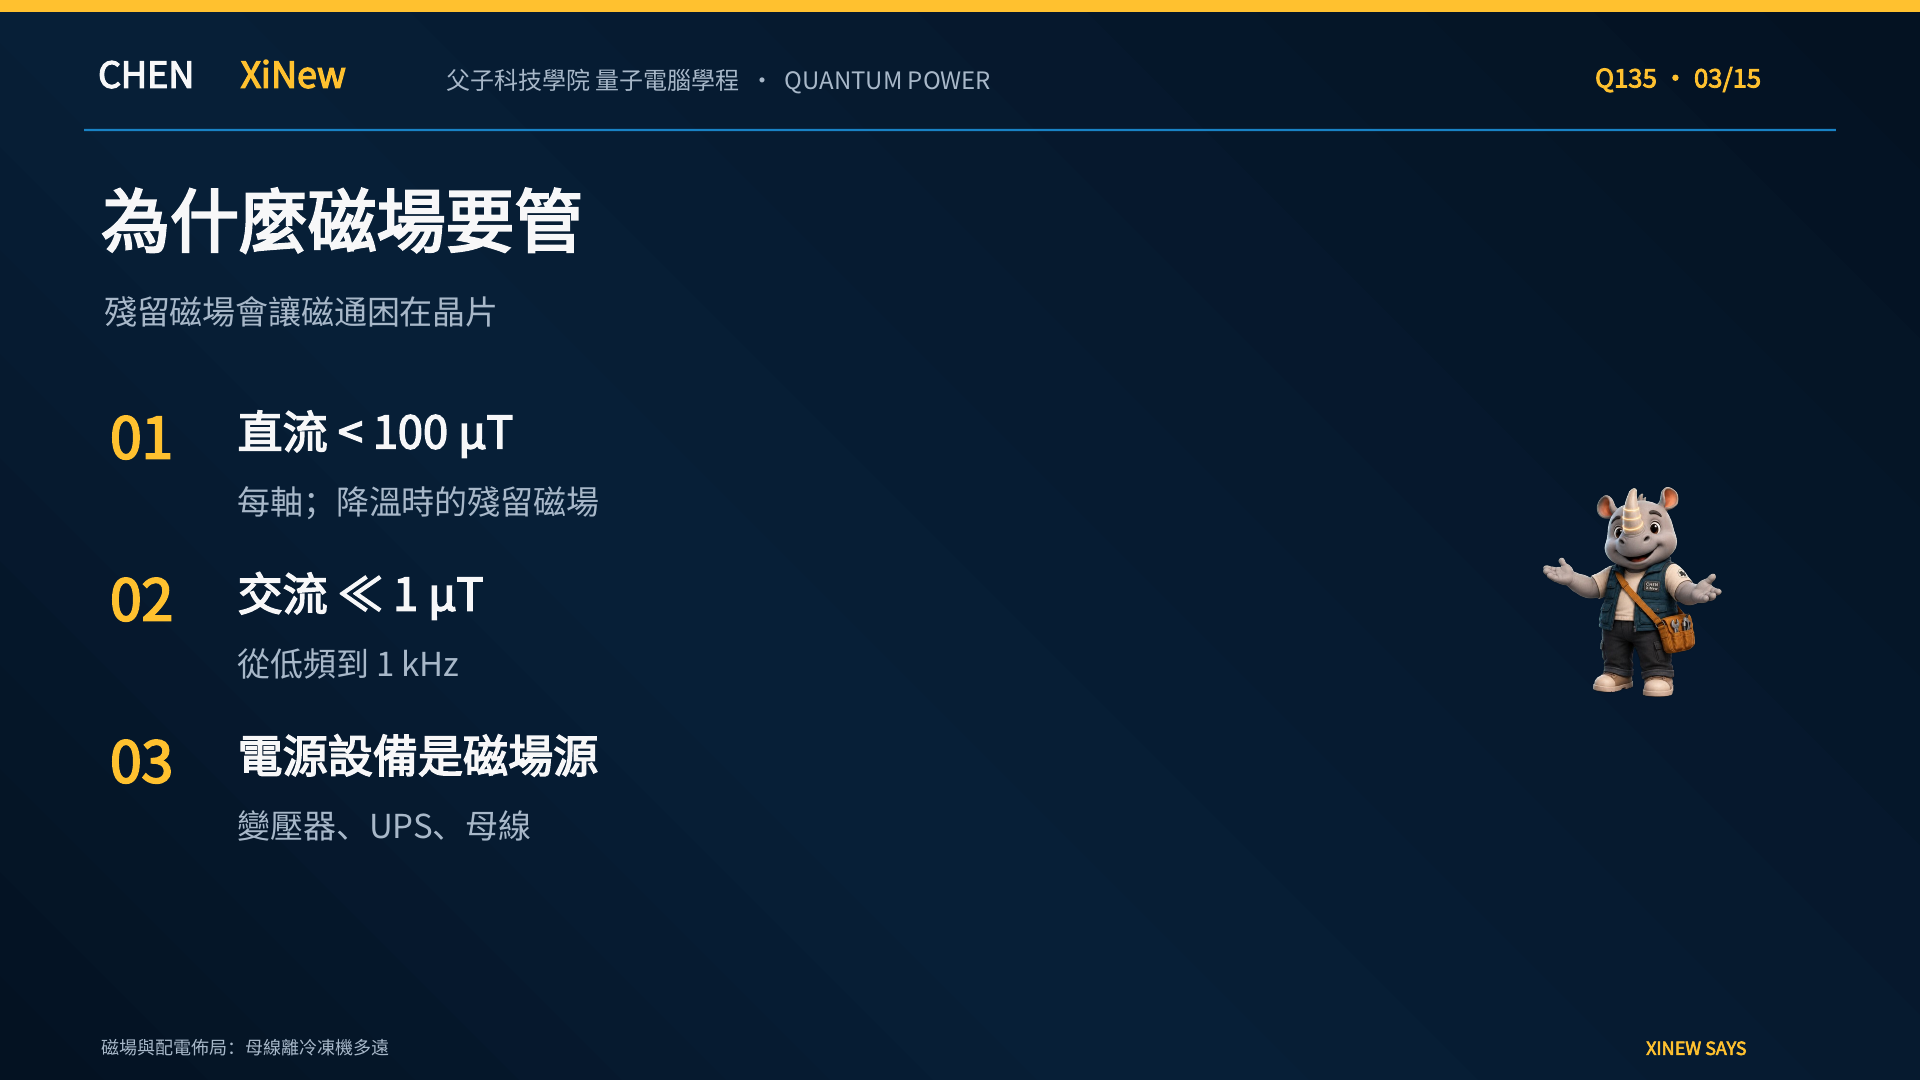 CHEN XiNew 父子科技學院 量子電腦學程 · QUANTUM POWER Q135 · 03/15
為什麼磁場要管
殘留磁場會讓磁通困在晶片
01 直流 < 100 µT
每軸；降溫時的殘留磁場
02 交流 ≪ 1 µT
從低頻到 1 kHz
03 電源設備是磁場源
變壓器、UPS、母線
磁場與配電佈局：母線離冷凍機多遠 XINEW SAYS